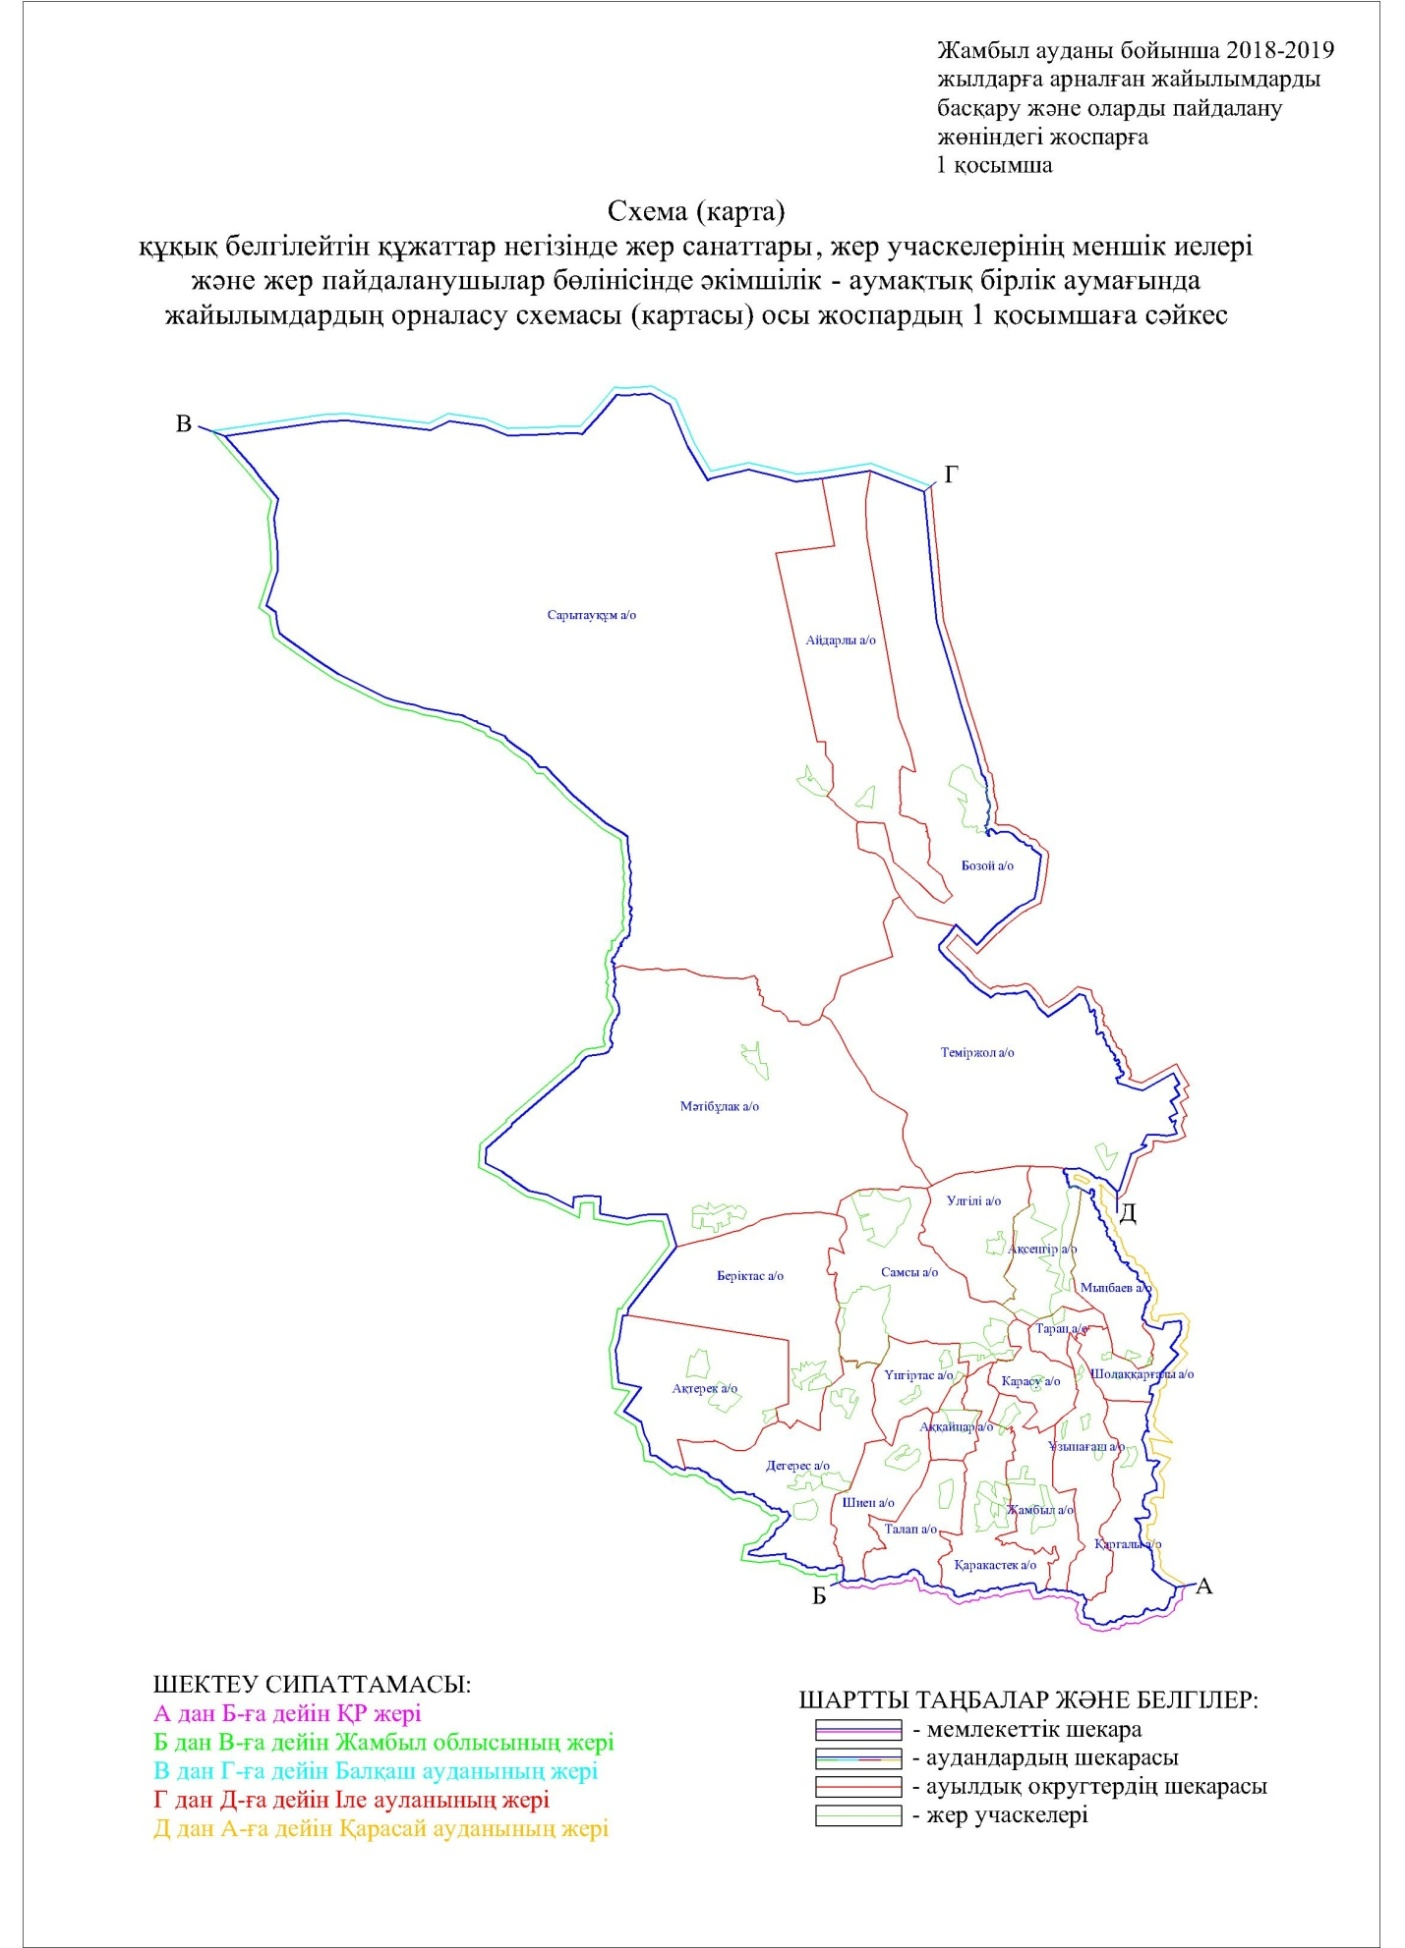 Жамбыл ауданы бойынша 2018-2019
жылдарға арналған жайылымдарды
басқару және оларды пайдалану
жөніндегі жоспарға
1 қосымша
Схема (карта)
құқық белгілейтін құжаттар негізінде жер санаттары, жер учаскелерінің меншік иелері
және жер пайдаланушылар бөлінісінде әкімшілік - аумақтық бірлік аумағында
жайылымдардың орналасу схемасы (картасы) осы жоспардың 1 қосымшаға сәйкес
В
Г
Сарытауқұм а/о
Айдарлы а/о
Бозой а/о
Теміржол а/о
Мәтібұлак а/о
Улгілі а/о
Д
Ақсеңгір а/о
Самсы а/о
Беріктас а/о
Мыңбаев а/о
Таран а/о
Үңгіртас а/о
Карасу а/о
Шолаққарғалы а/о
Ақтерек а/о
Аққайнар а/о
Ұзынағаш а/о
Дегерес а/о
Шиен а/о
Жамбыл а/о
Талап а/о
Қарғалы а/о
Қаракастек а/о
Б
А
ШЕКТЕУ СИПАТТАМАСЫ:
А дан Б-ға дейін ҚР жері
Б дан В-ға дейін Жамбыл облысының жері
В дан Г-ға дейін Балқаш ауданының жері
Г дан Д-ға дейін Іле ауланының жері
Д дан А-ға дейін Қарасай ауданының жері
ШАРТТЫ ТАҢБАЛАР ЖӘНЕ БЕЛГІЛЕР:
- мемлекеттік шекара
- аудандардың шекарасы
- ауылдық округтердің шекарасы
- жер учаскелері